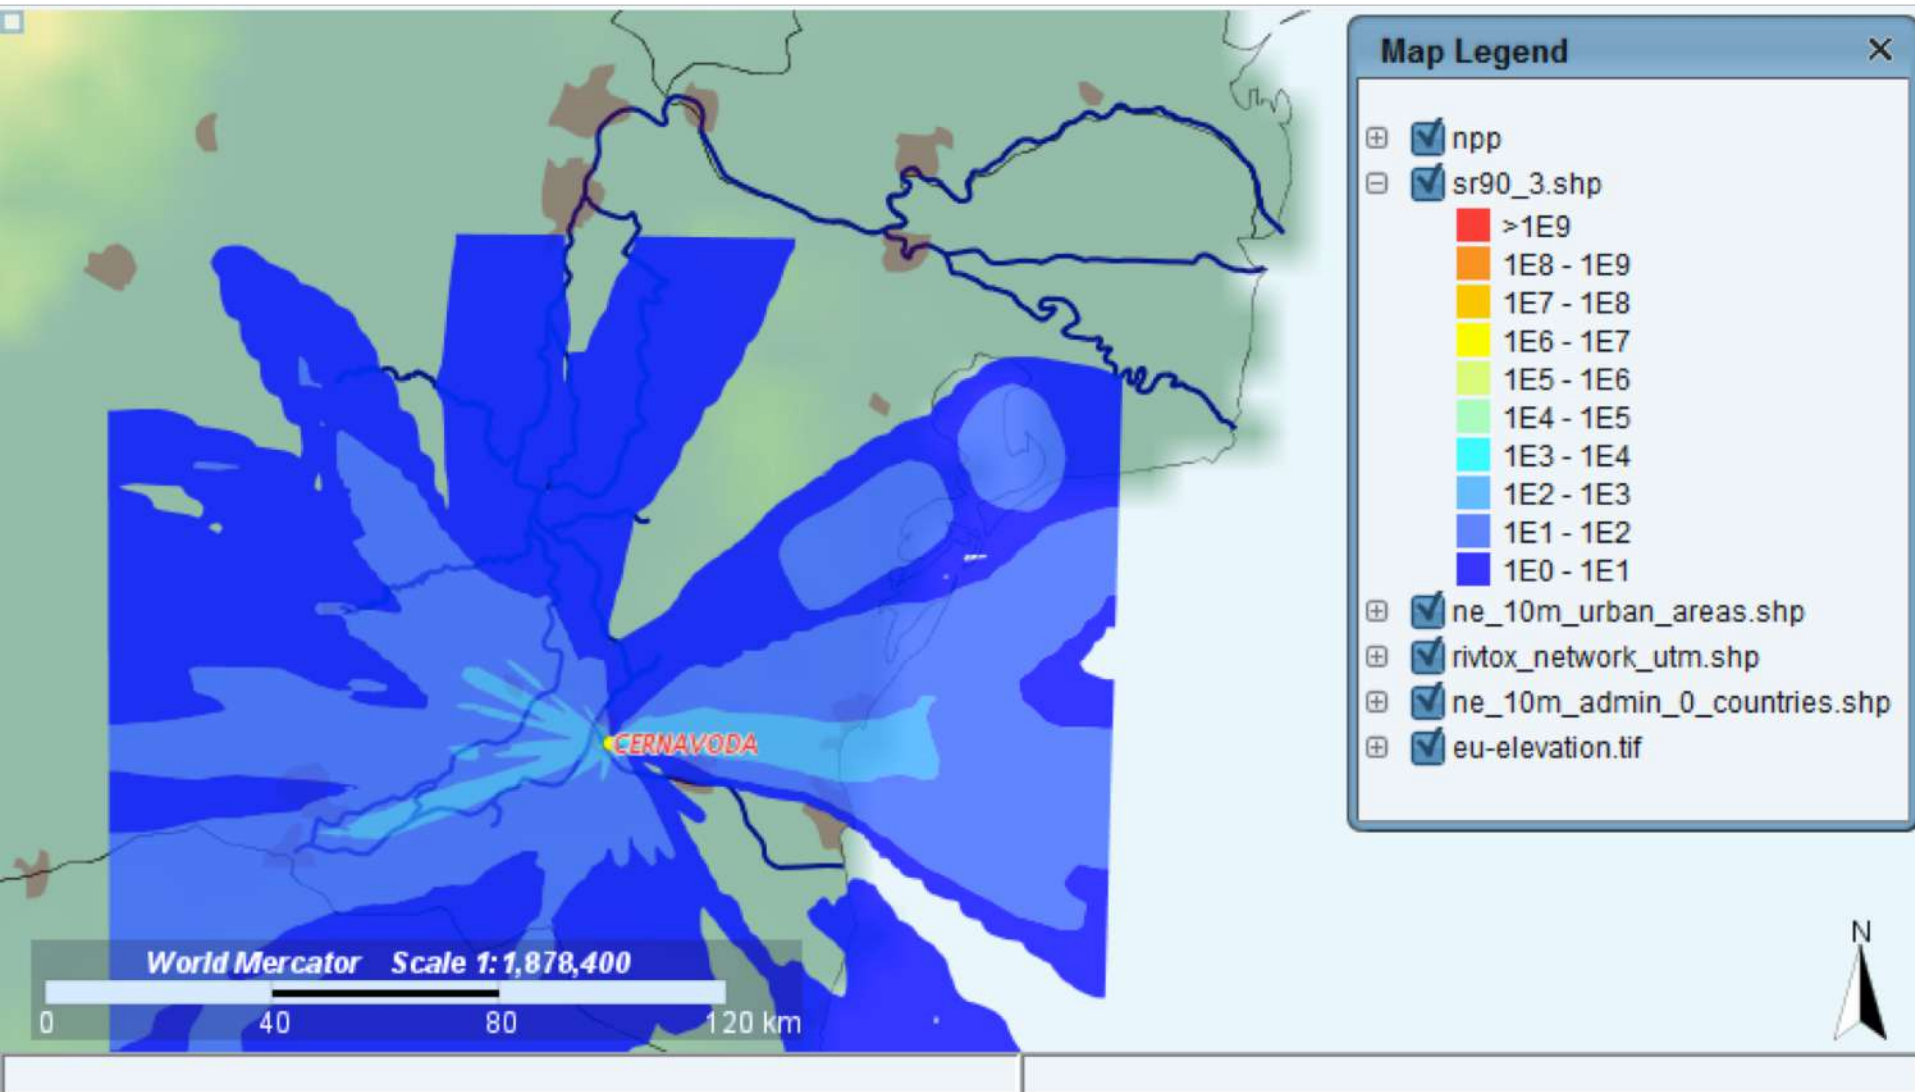 Map Legend
npp
sr90_3.shp
>1E9
1E8 - 1E9
1E7 - 1E8
1E6 - 1E7
1E5 - 1E6
1E4 - 1E5
1E3 - 1E4
1E2 - 1E3
1E1 - 1E2
1E0 - 1E1
ne_10m_urban_areas.shp
rivtox_network_utm.shp
ne_10m_admin_0_countries.shp
eu-elevation.tif
CERNAVODA
N
World Mercator Scale 1:1,878,400
0 40 80 120 km